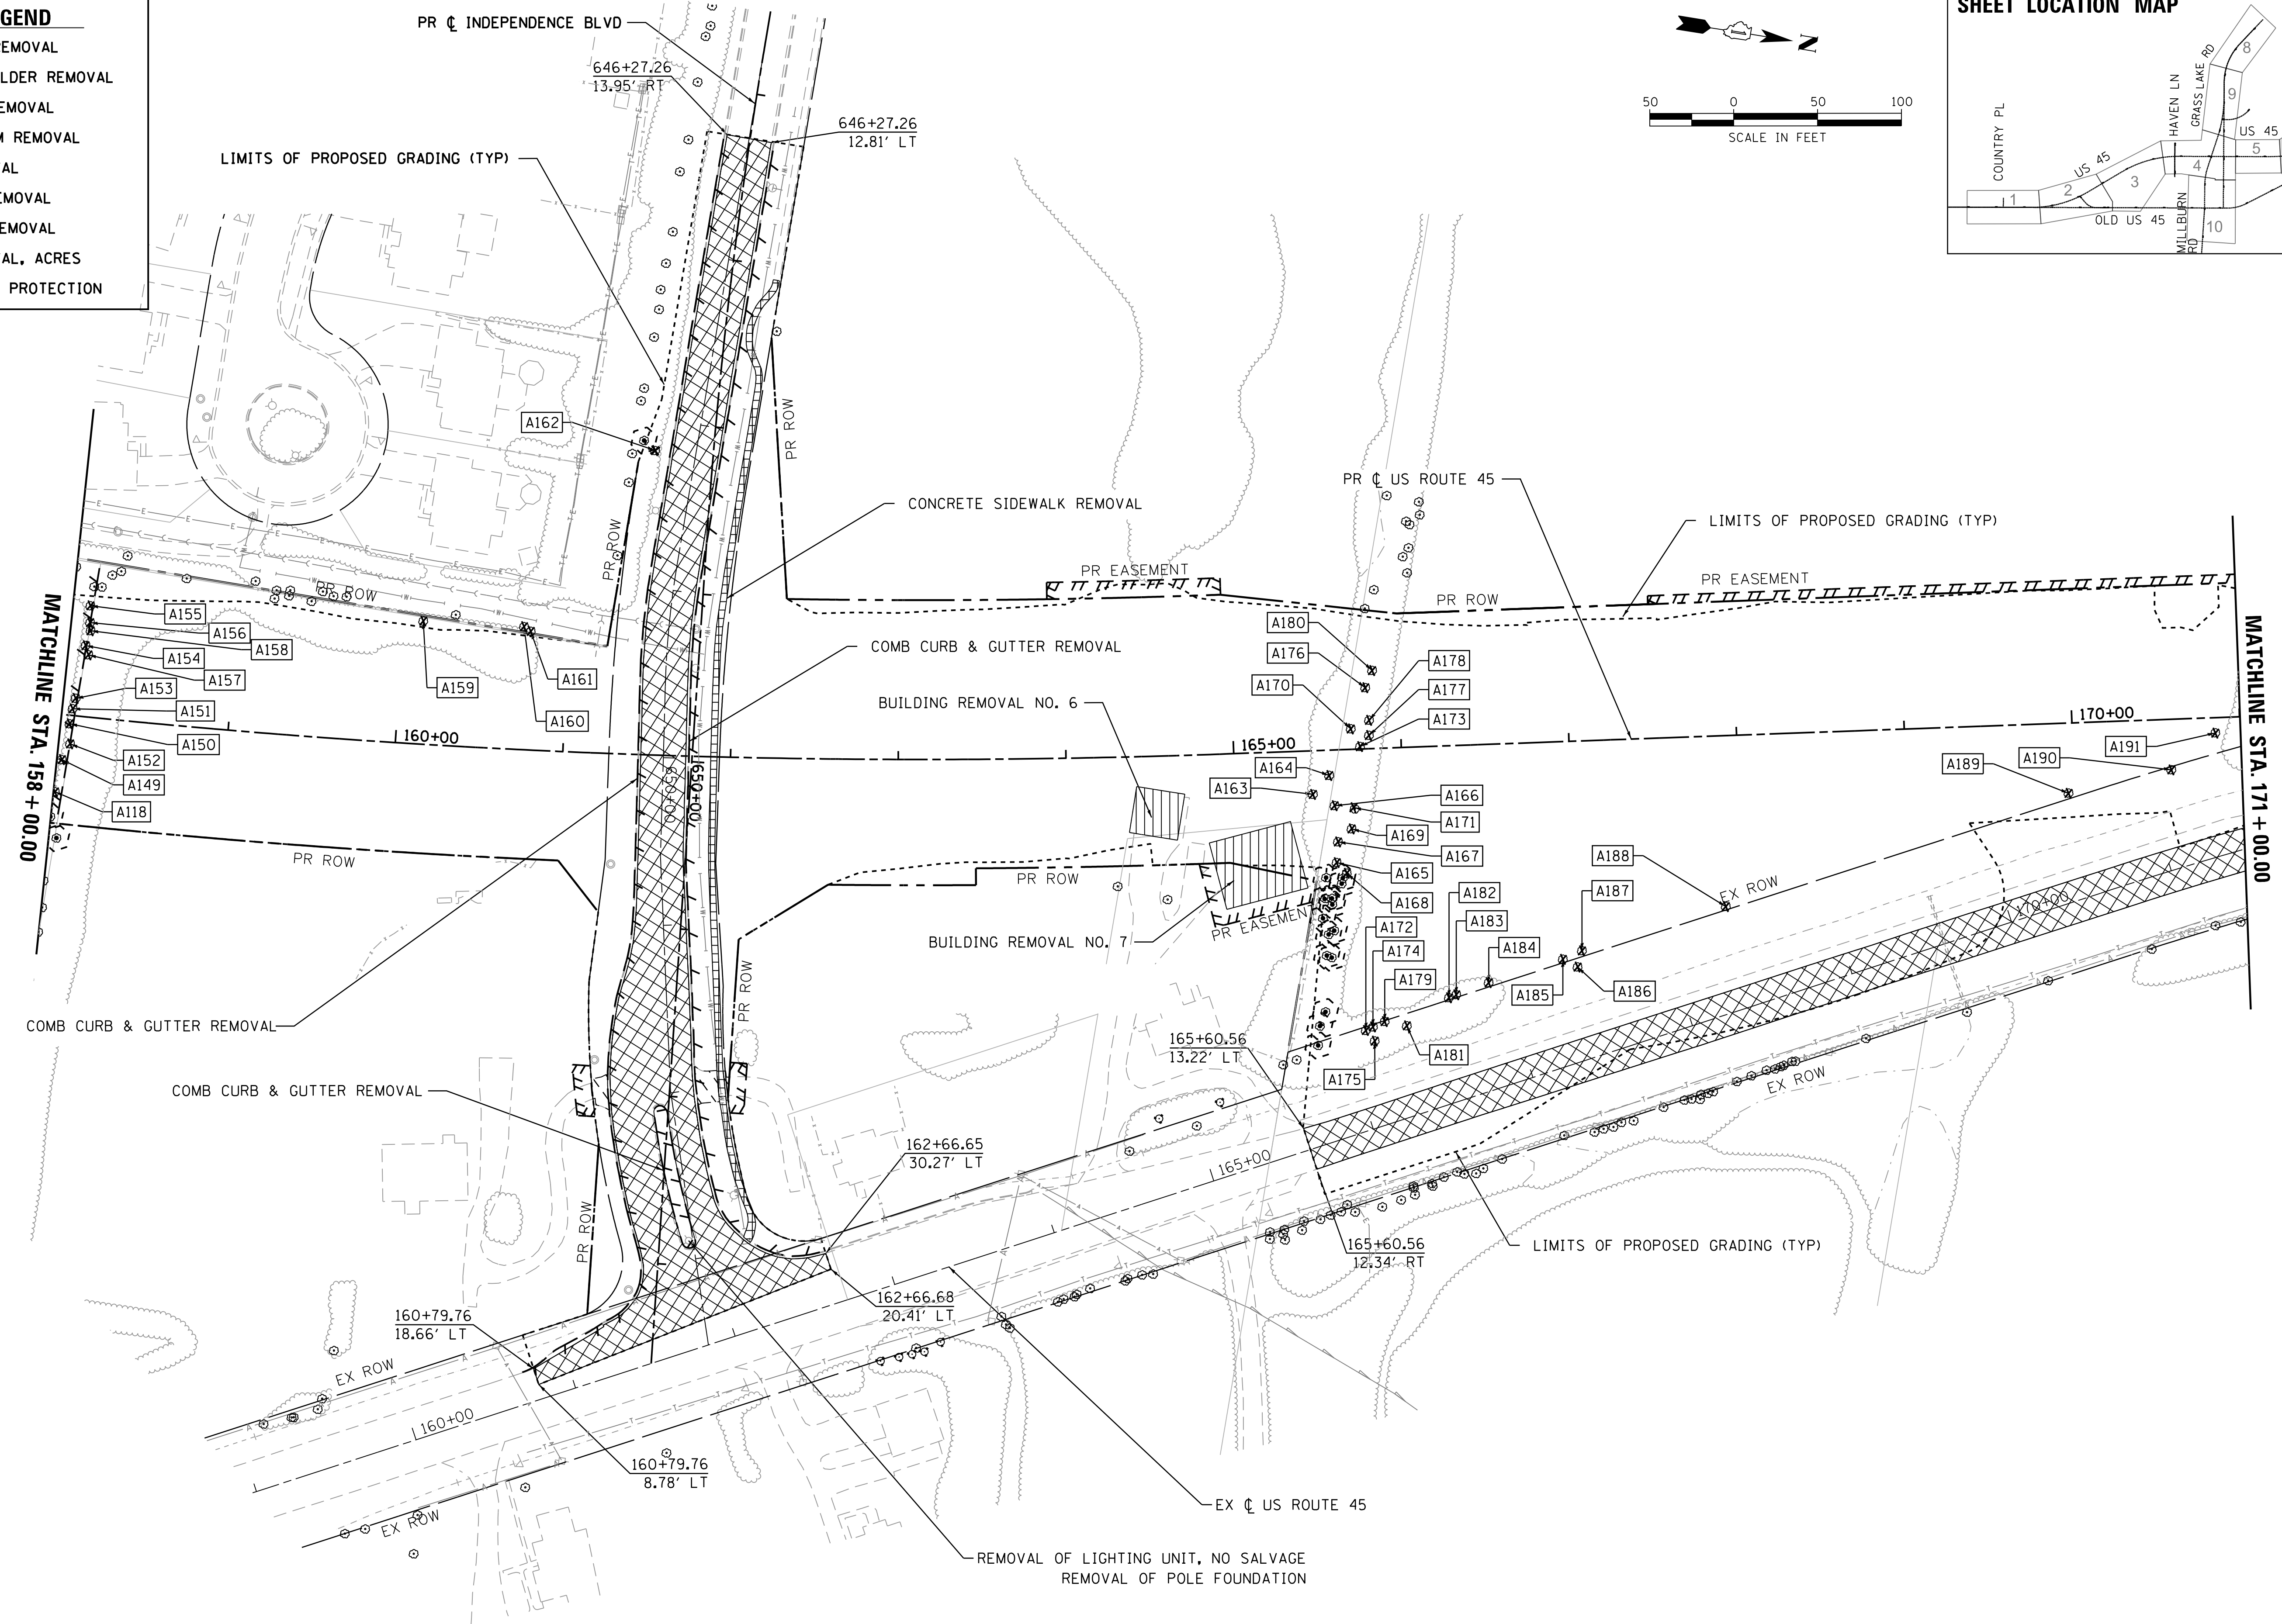 GEND
REMOVAL
LDER REMOVAL
REMOVAL
M REMOVAL
AL
REMOVAL
REMOVAL
AL, ACRES
PROTECTION
PR ℄ INDEPENDENCE BLVD
646+27.26
13.95' RT
646+27.26
12.81' LT
LIMITS OF PROPOSED GRADING (TYP)
N
50 0 50 100
SCALE IN FEET
SHEET LOCATION MAP
COUNTRY PL
HAVEN LN
GRASS LAKE RD
US 45
US 45
OLD US 45
MILLBURN RD
1
2
3
4
5
8
9
10
A162
PR ROW
PR ROW
CONCRETE SIDEWALK REMOVAL
PR ℄ US ROUTE 45
LIMITS OF PROPOSED GRADING (TYP)
PR EASEMENT
PR EASEMENT
PR ROW
PR ROW
MATCHLINE STA. 158+00.00
A155
A156
A158
A154
A157
A153
A151
A150
A152
A149
A118
A159
A161
A160
COMB CURB & GUTTER REMOVAL
BUILDING REMOVAL NO. 6
A180
A176
A170
A178
A177
A173
160+00
165+00
170+00
650+00
650+00
A164
A163
A166
A171
A169
A167
A165
A168
A191
A190
A189
A188
MATCHLINE STA. 171+00.00
PR ROW
PR ROW
EX ROW
A187
A182
A183
A172
A174
A184
A179
A185
A186
A181
A175
BUILDING REMOVAL NO. 7
PR EASEMENT
170+00
PR ROW
COMB CURB & GUTTER REMOVAL
165+60.56
13.22' LT
COMB CURB & GUTTER REMOVAL
EX ROW
162+66.65
30.27' LT
165+00
PR ROW
165+60.56
12.34' RT
LIMITS OF PROPOSED GRADING (TYP)
162+66.68
20.41' LT
160+79.76
18.66' LT
EX ROW
160+00
160+79.76
8.78' LT
EX ROW
EX ℄ US ROUTE 45
REMOVAL OF LIGHTING UNIT, NO SALVAGE
REMOVAL OF POLE FOUNDATION